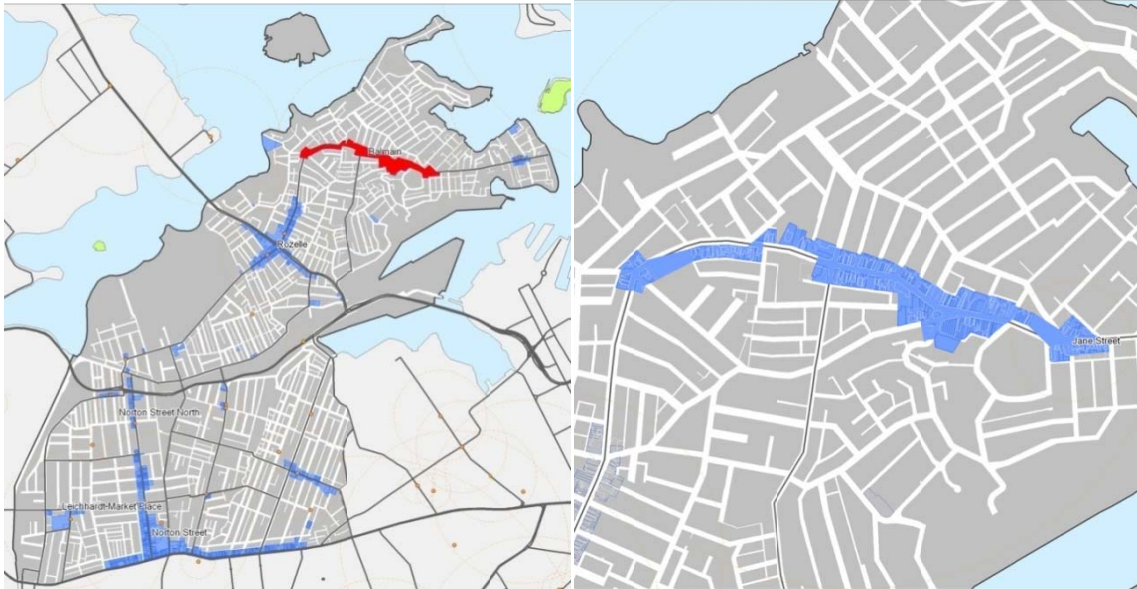 Balmain
Rozelle
Norton Street North
Leichhardt-Market Place
Norton Street
Jane Street